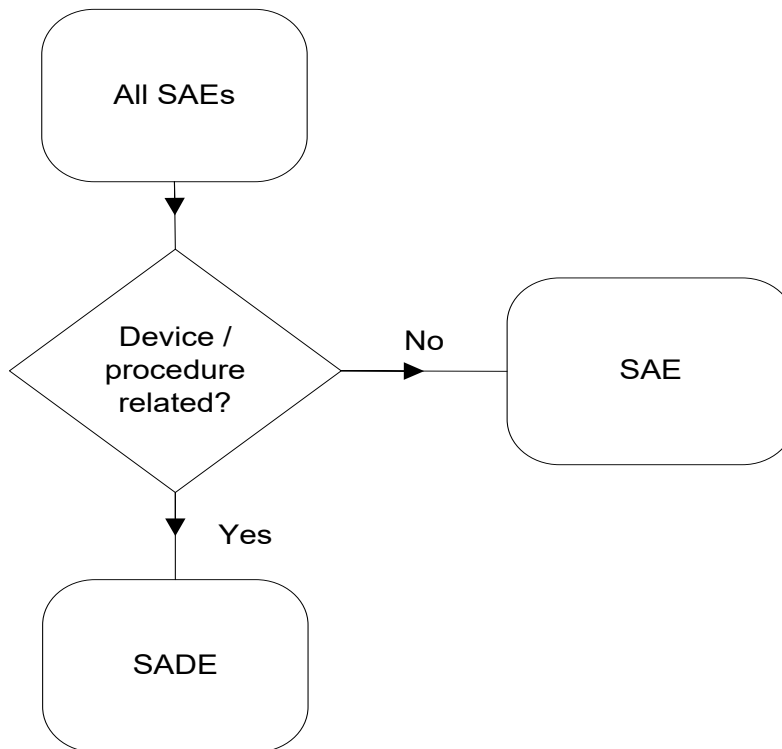 All SAEs
Device /
procedure
related?
No
SAE
Yes
SADE